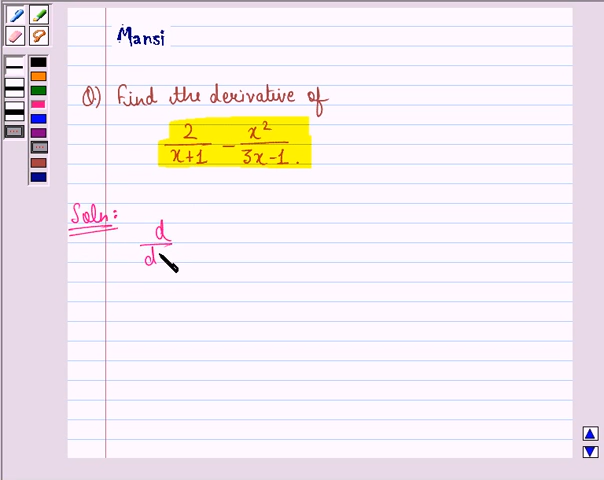 Mansi
Q) Find the derivative of
2/(x+1) − x²/(3x−1).
Soln:
d/d